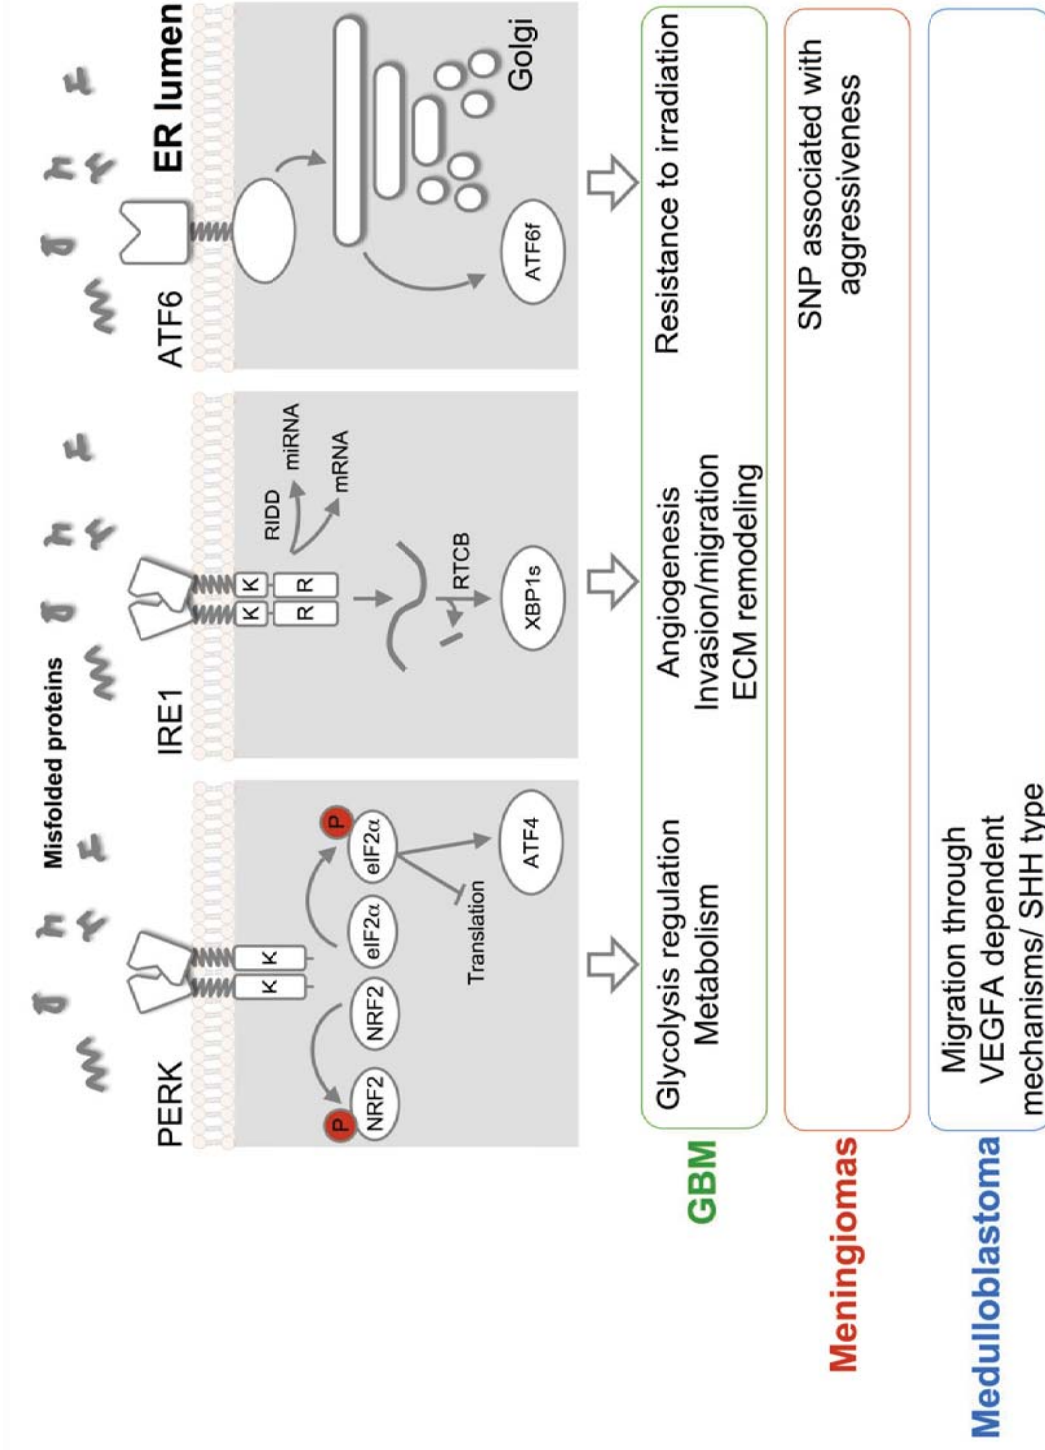 Misfolded proteins
PERK
IRE1
ATF6
ER lumen
K
K
P
NRF2
NRF2
eIF2α
P
eIF2α
Translation
ATF4
K
K
R
R
RIDD
miRNA
mRNA
RTCB
XBP1s
Golgi
ATF6f
GBM
Glycolysis regulation
Metabolism
Angiogenesis
Invasion/migration
ECM remodeling
Resistance to irradiation
Meningiomas
SNP associated with
aggressiveness
Medulloblastoma
Migration through
VEGFA dependent
mechanisms/ SHH type